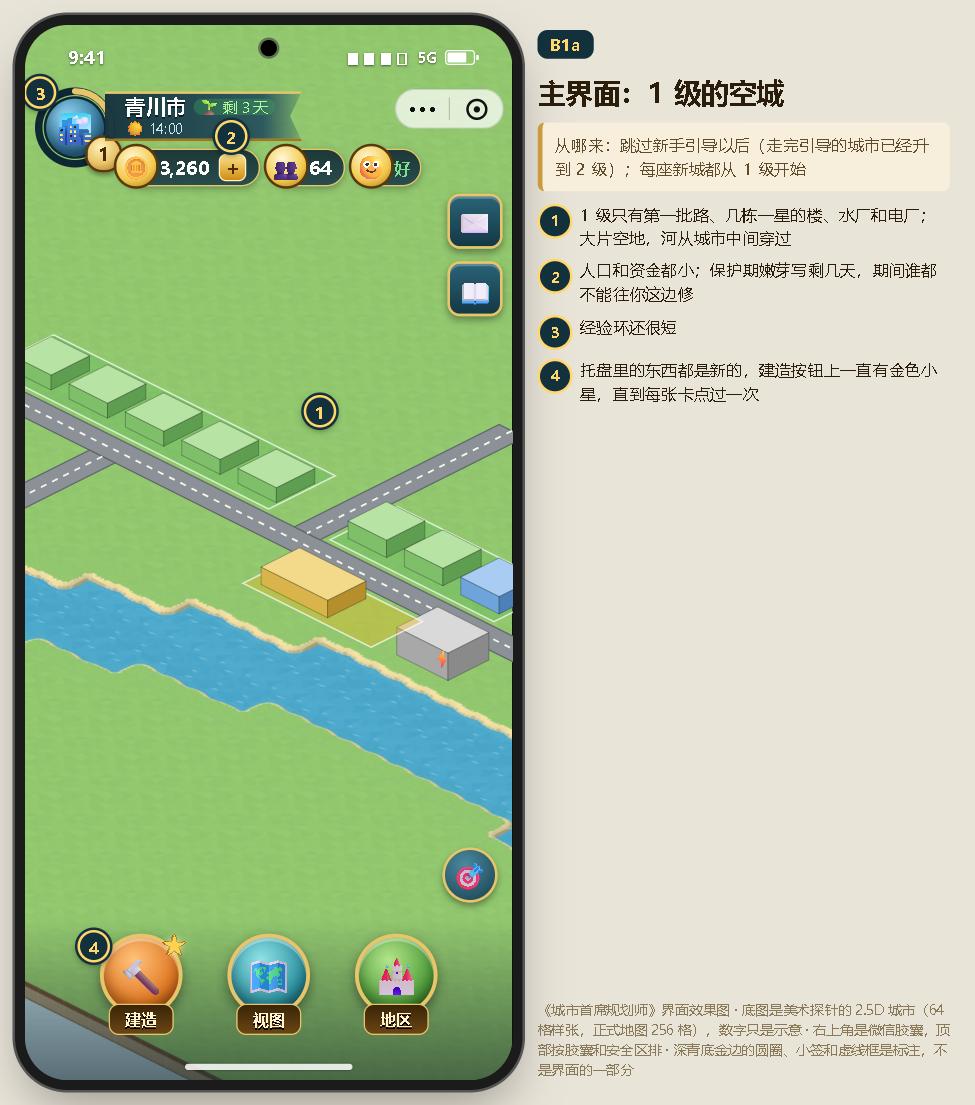 9:41
5G
3
青川市
剩 3 天
14:00
2
1
3,260
+
64
好
1
4
建造
视图
地区
B1a
主界面：1 级的空城
从哪来：跳过新手引导以后（走完引导的城市已经升
到 2 级）；每座新城都从 1 级开始
1
1 级只有第一批路、几栋一星的楼、水厂和电厂；
大片空地，河从城市中间穿过
2
人口和资金都小；保护期嫩芽写剩几天，期间谁都
不能往你这边修
3
经验环还很短
4
托盘里的东西都是新的，建造按钮上一直有金色小
星，直到每张卡点过一次
《城市首席规划师》界面效果图 · 底图是美术探针的 2.5D 城市（64
格样张，正式地图 256 格），数字只是示意 · 右上角是微信胶囊，顶
部按胶囊和安全区排 · 深青底金边的圆圈、小签和虚线框是标注，不
是界面的一部分